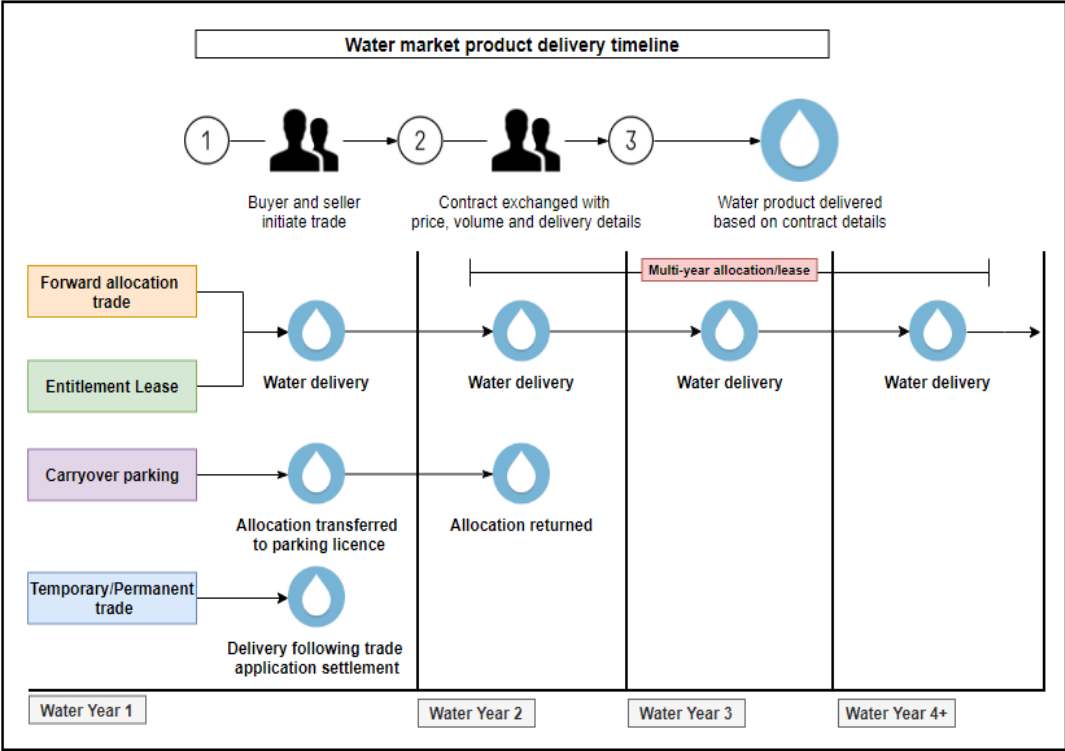 Water market product delivery timeline
1
2
3
Buyer and seller
initiate trade
Contract exchanged with
price, volume and delivery details
Water product delivered
based on contract details
Multi-year allocation/lease
Forward allocation
trade
Entitlement Lease
Water delivery
Water delivery
Water delivery
Water delivery
Carryover parking
Allocation transferred
to parking licence
Allocation returned
Temporary/Permanent
trade
Delivery following trade
application settlement
Water Year 1
Water Year 2
Water Year 3
Water Year 4+